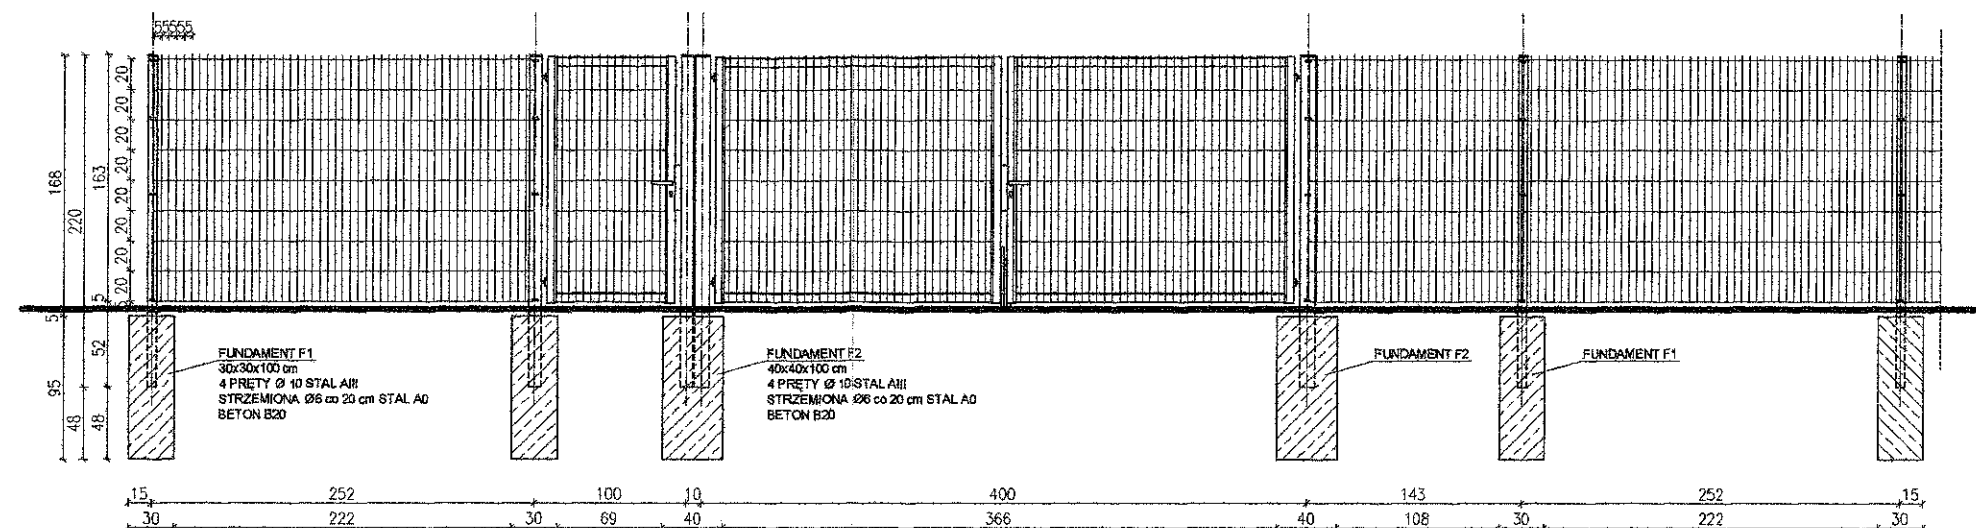 55555
20
20
20
20
20
20
20
20
5
168
220
163
5
5
95
52
48
48
FUNDAMENT F1
30x30x100 cm
4 PRĘTY Ø 10 STAL AIII
STRZEMIONA Ø6 co 20 cm STAL A0
BETON B20
FUNDAMENT F2
40x40x100 cm
4 PRĘTY Ø 10 STAL AIII
STRZEMIONA Ø6 co 20 cm STAL A0
BETON B20
FUNDAMENT F2
FUNDAMENT F1
15 252 100 10 400 143 252 15
30 222 30 69 40 366 40 108 30 222 30